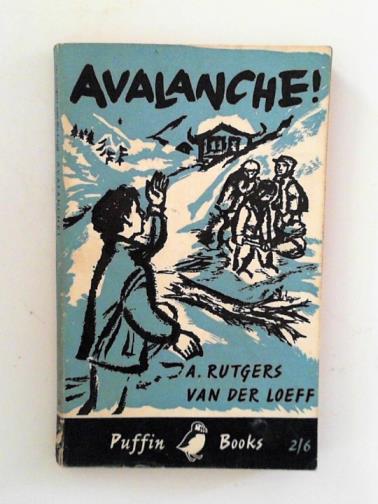 AVALANCHE!
A. RUTGERS
VAN DER LOEFF
Puffin Books 2/6